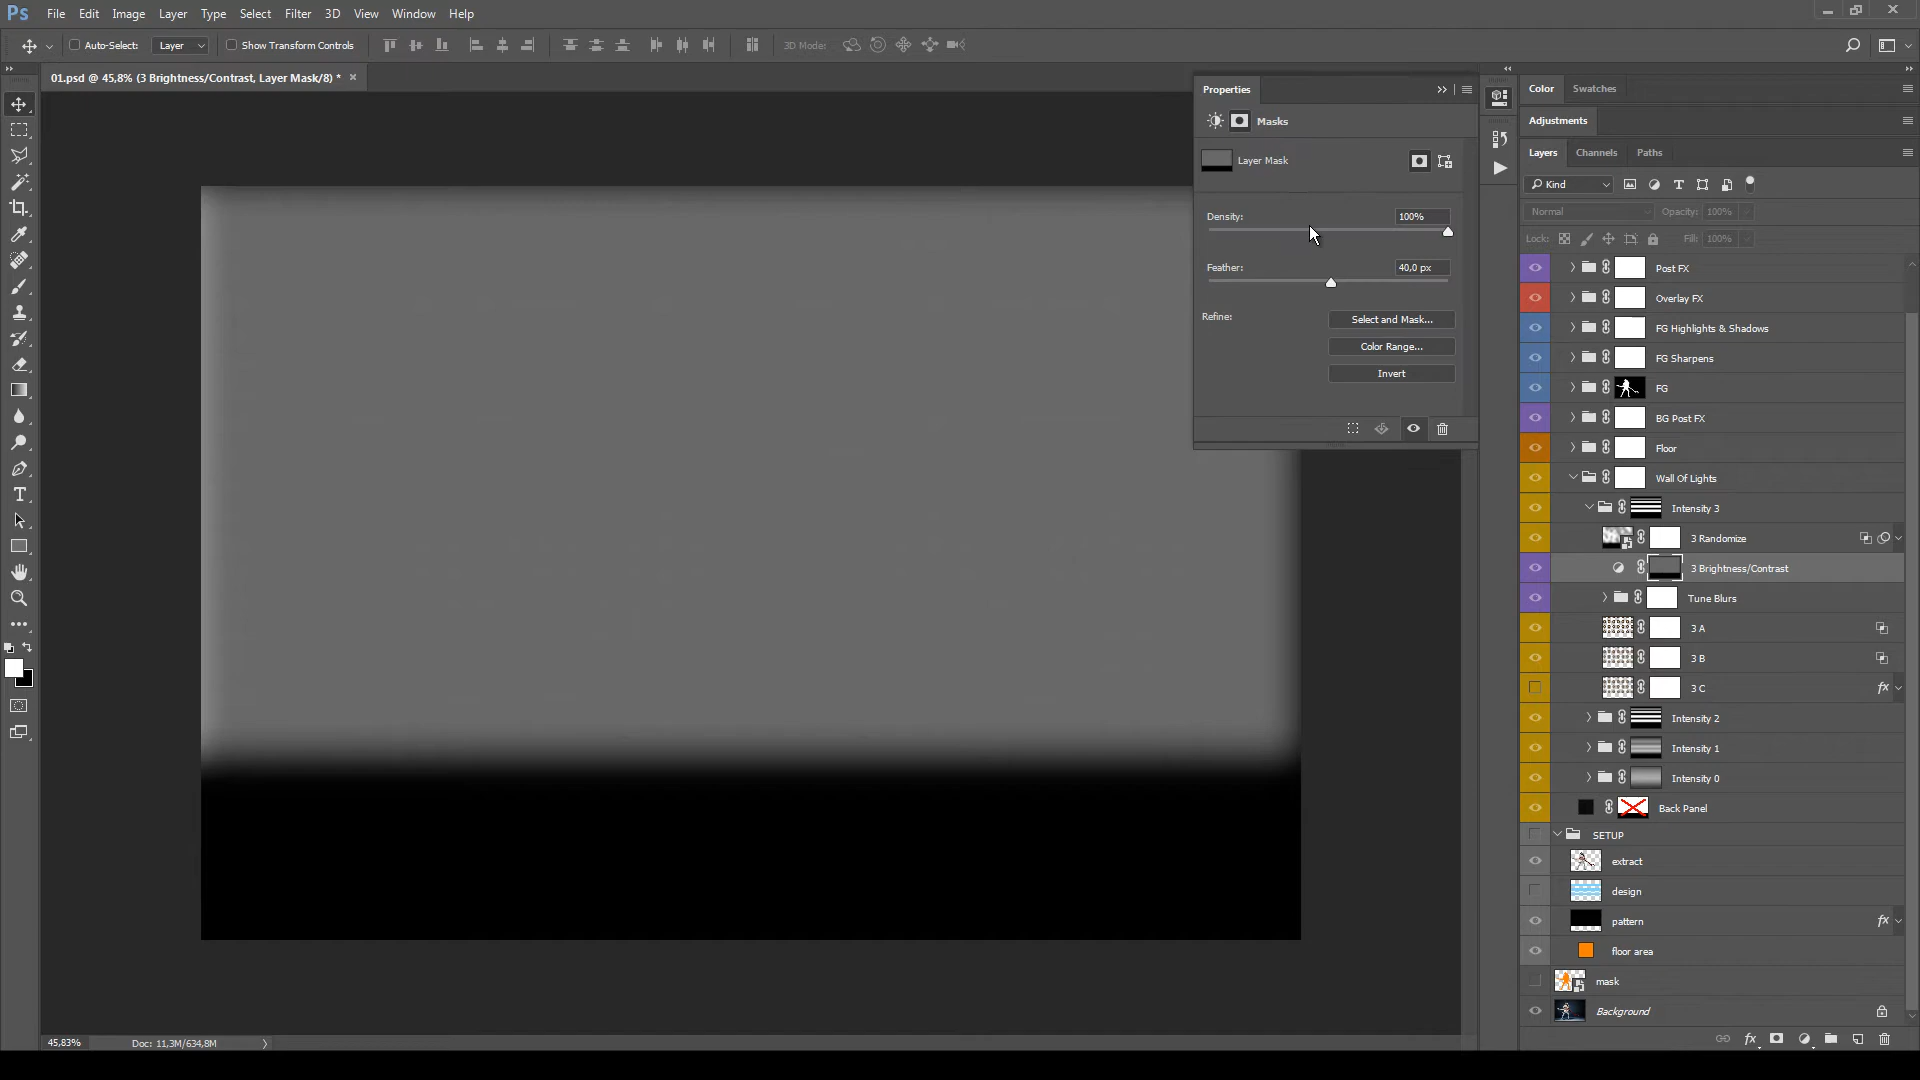 Ps File Edit Image Layer Type Select Filter 3D View Window Help
Auto-Select: Layer Show Transform Controls 3D Mode:
01.psd @ 45,8% (3 Brightness/Contrast, Layer Mask/8) *
Properties
Masks
Layer Mask
Density: 100%
Feather: 40,0 px
Refine: Select and Mask...
Color Range...
Invert
Color Swatches
Adjustments
Layers Channels Paths
Kind
Normal Opacity: 100%
Lock: Fill: 100%
Post FX
Overlay FX
FG Highlights & Shadows
FG Sharpens
FG
BG Post FX
Floor
Wall Of Lights
Intensity 3
3 Randomize
3 Brightness/Contrast
Tune Blurs
3 A
3 B
3 C fx
Intensity 2
Intensity 1
Intensity 0
Back Panel
SETUP
extract
design
pattern fx
floor area
mask
Background
fx
45,83% Doc: 11,3M/634,8M